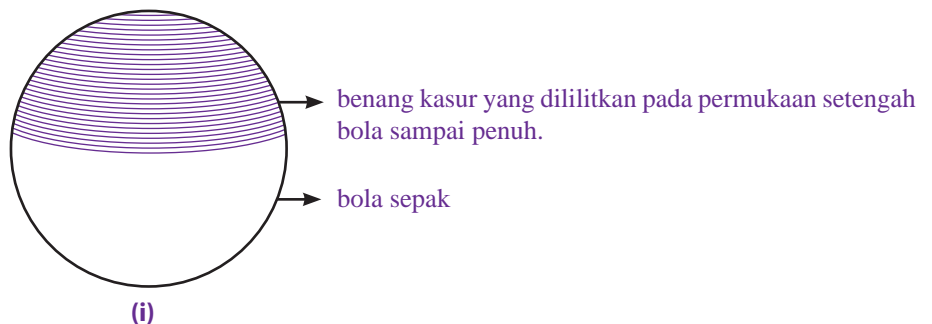 benang kasur yang dililitkan pada permukaan setengah
bola sampai penuh.
bola sepak
(i)